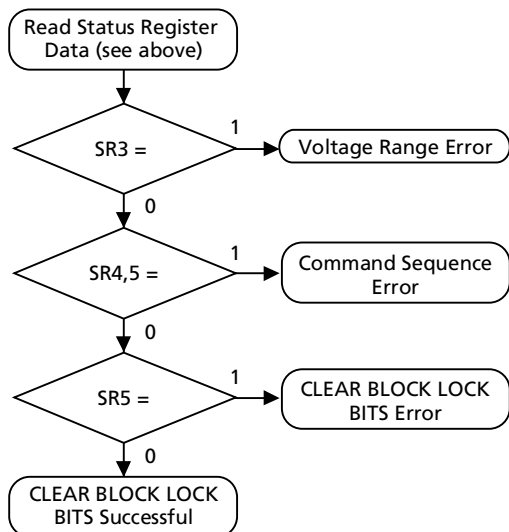 Read Status Register
Data (see above)
1
SR3 =
Voltage Range Error
0
1
SR4,5 =
Command Sequence
Error
0
1
SR5 =
CLEAR BLOCK LOCK
BITS Error
0
CLEAR BLOCK LOCK
BITS Successful